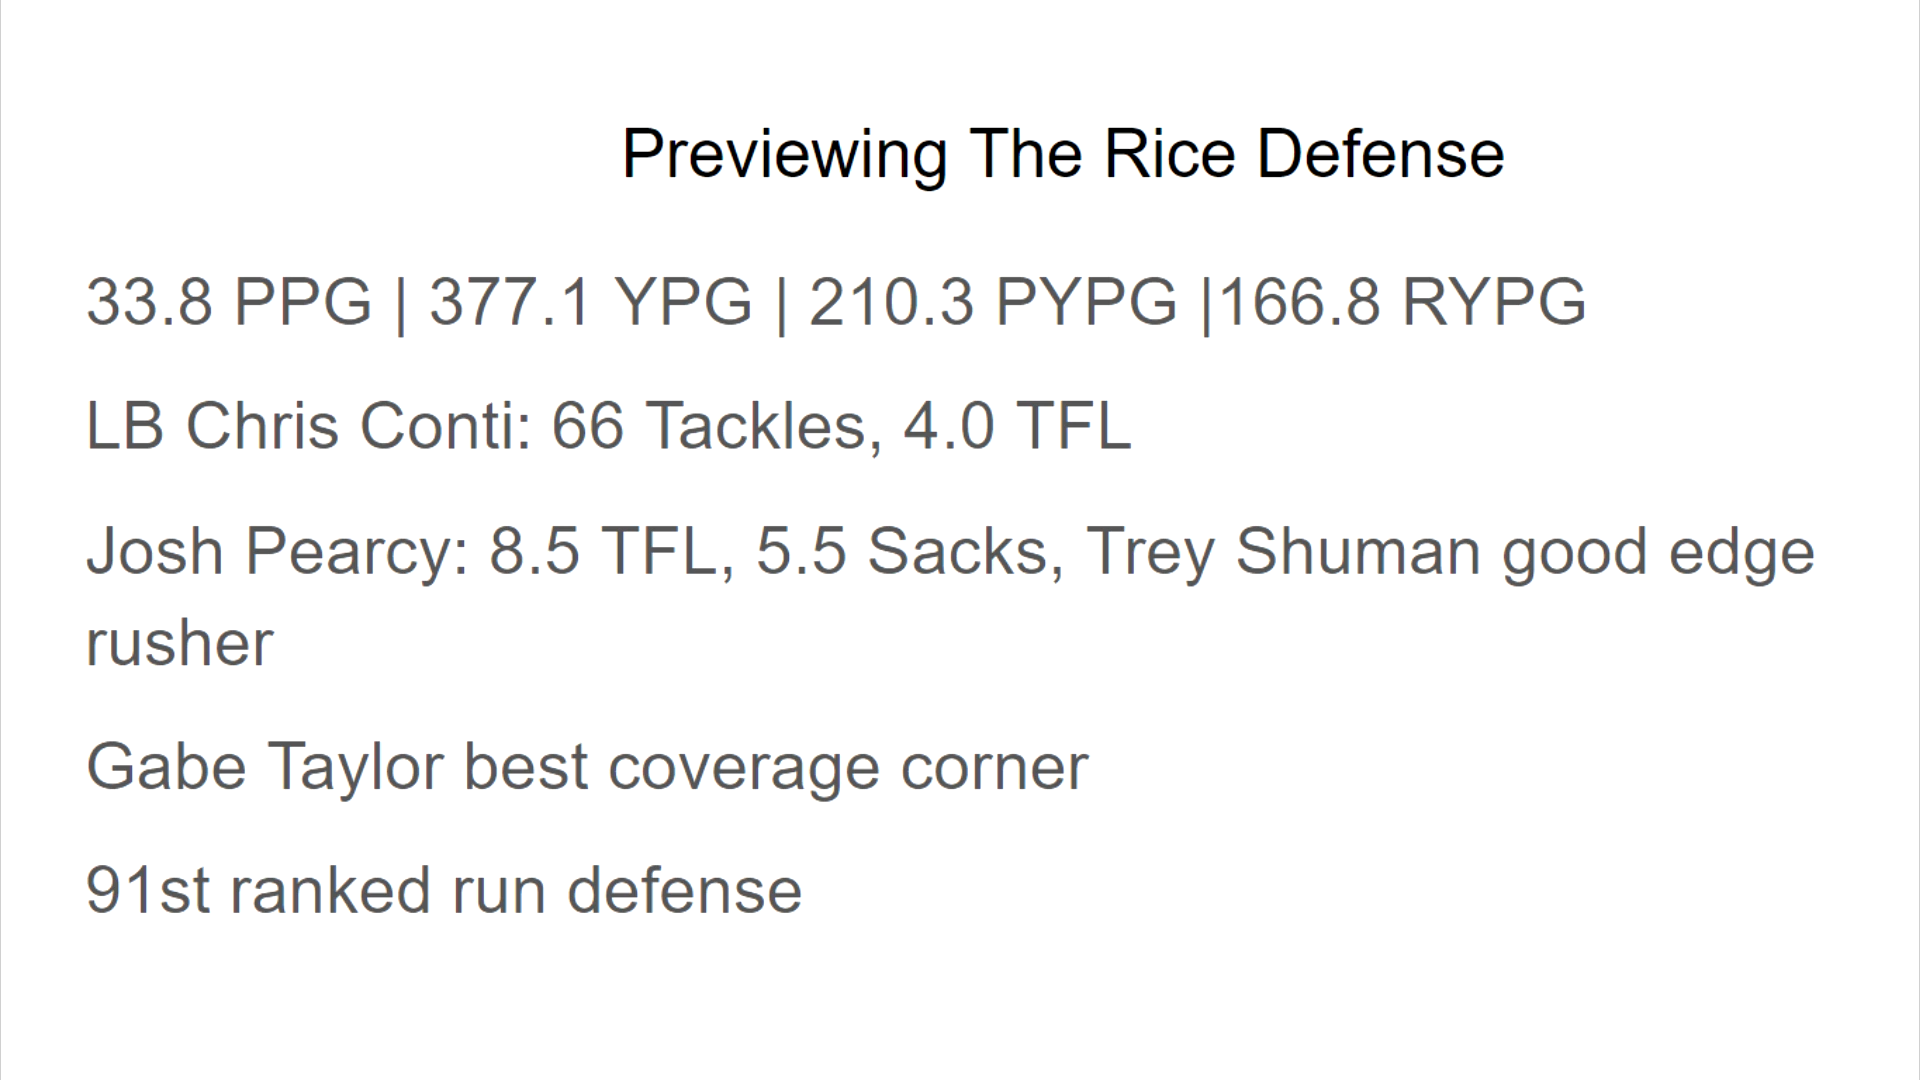 Previewing The Rice Defense
33.8 PPG | 377.1 YPG | 210.3 PYPG |166.8 RYPG
LB Chris Conti: 66 Tackles, 4.0 TFL
Josh Pearcy: 8.5 TFL, 5.5 Sacks, Trey Shuman good edge
rusher
Gabe Taylor best coverage corner
91st ranked run defense